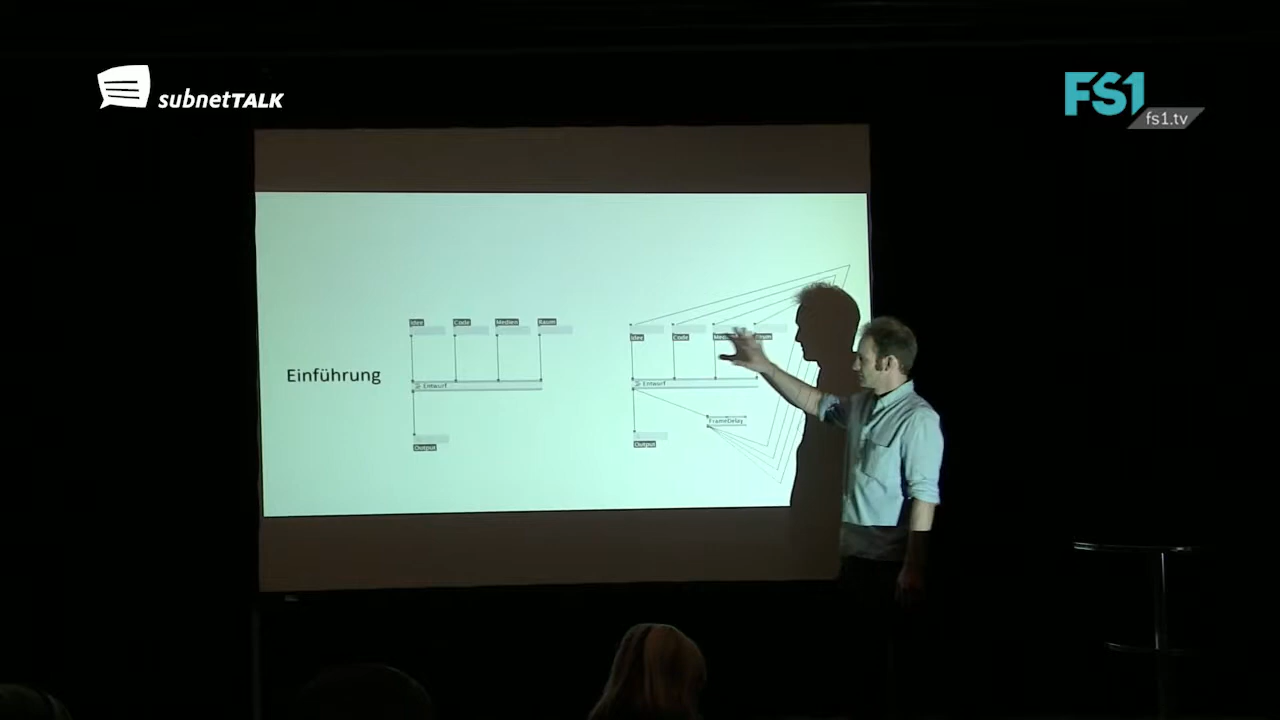 subnetTALK
FS1
fs1.tv
Einführung
Idee
Code
Medien
Raum
Entwurf
Output
Idee
Code
Entwurf
FrameDelay
Output